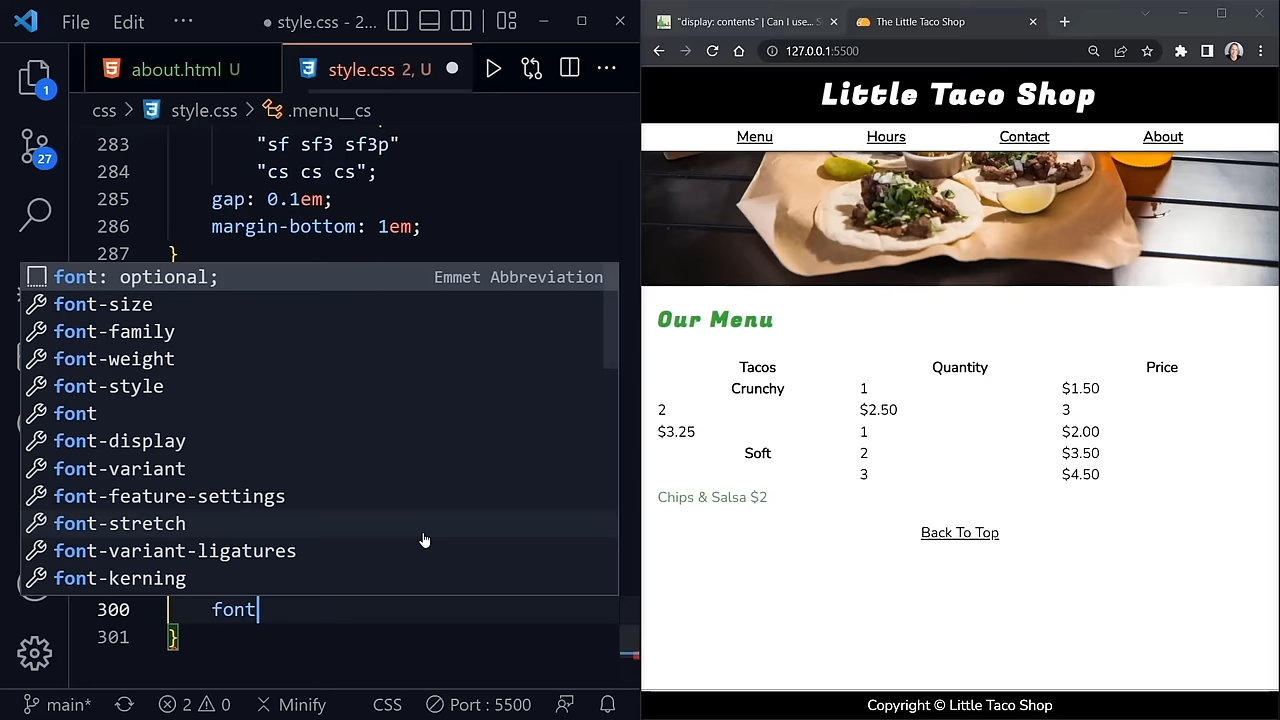 File Edit ··· ● style.css - 2...
about.html U
style.css 2, U ●
css > style.css > .menu__cs
283 "sf sf3 sf3p"
284 "cs cs cs";
285 gap: 0.1em;
286 margin-bottom: 1em;
287 }
font: optional; Emmet Abbreviation
font-size
font-family
font-weight
font-style
font
font-display
font-variant
font-feature-settings
font-stretch
font-variant-ligatures
font-kerning
300 font
301 }
1
27
main* 2 0 Minify CSS Port : 5500
"display: contents" | Can I use... S
The Little Taco Shop
127.0.0.1:5500
Little Taco Shop
Menu Hours Contact About
Our Menu
Tacos Quantity Price
Crunchy 1 $1.50
2 $2.50 3
$3.25 1 $2.00
Soft 2 $3.50
3 $4.50
Chips & Salsa $2
Back To Top
Copyright © Little Taco Shop